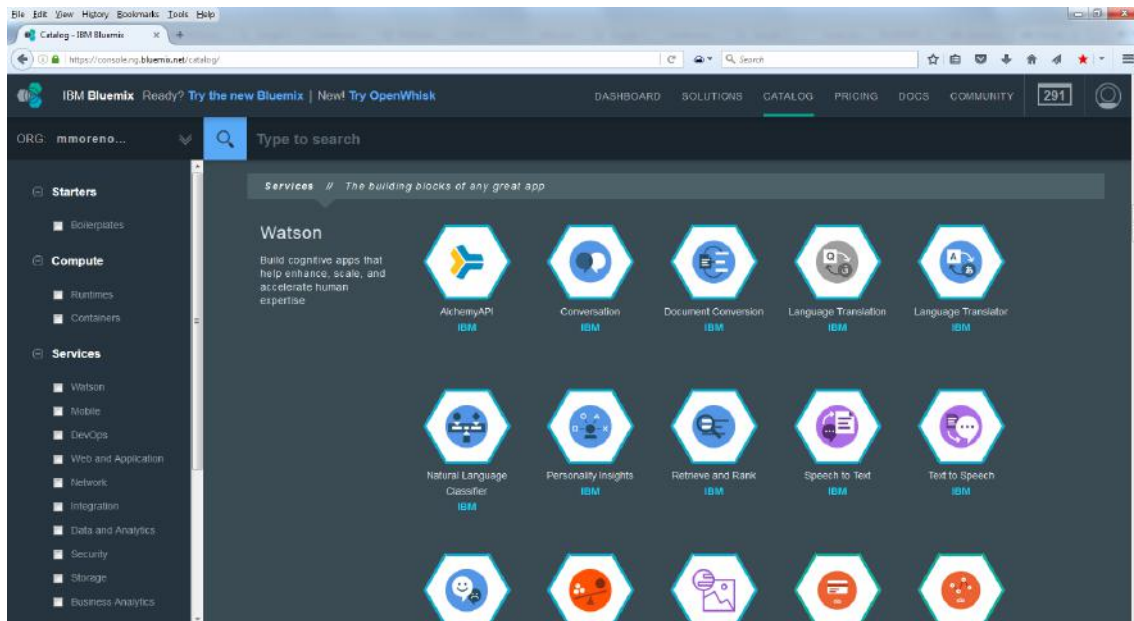 File Edit View History Bookmarks Tools Help
Catalog - IBM Bluemix
https://console.ng.bluemix.net/catalog/
Search
IBM Bluemix Ready? Try the new Bluemix | New! Try OpenWhisk
DASHBOARD SOLUTIONS CATALOG PRICING DOCS COMMUNITY 291
ORG: mmoreno...
Type to search
Starters
Boilerplates
Compute
Runtimes
Containers
Services
Watson
Mobile
DevOps
Web and Application
Network
Integration
Data and Analytics
Security
Storage
Business Analytics
Services // The building blocks of any great app
Watson
Build cognitive apps that
help enhance, scale, and
accelerate human
expertise
AlchemyAPI
IBM
Conversation
IBM
Document Conversion
IBM
Language Translation
IBM
Language Translator
IBM
Natural Language
Classifier
IBM
Personality Insights
IBM
Retrieve and Rank
IBM
Speech to Text
IBM
Text to Speech
IBM